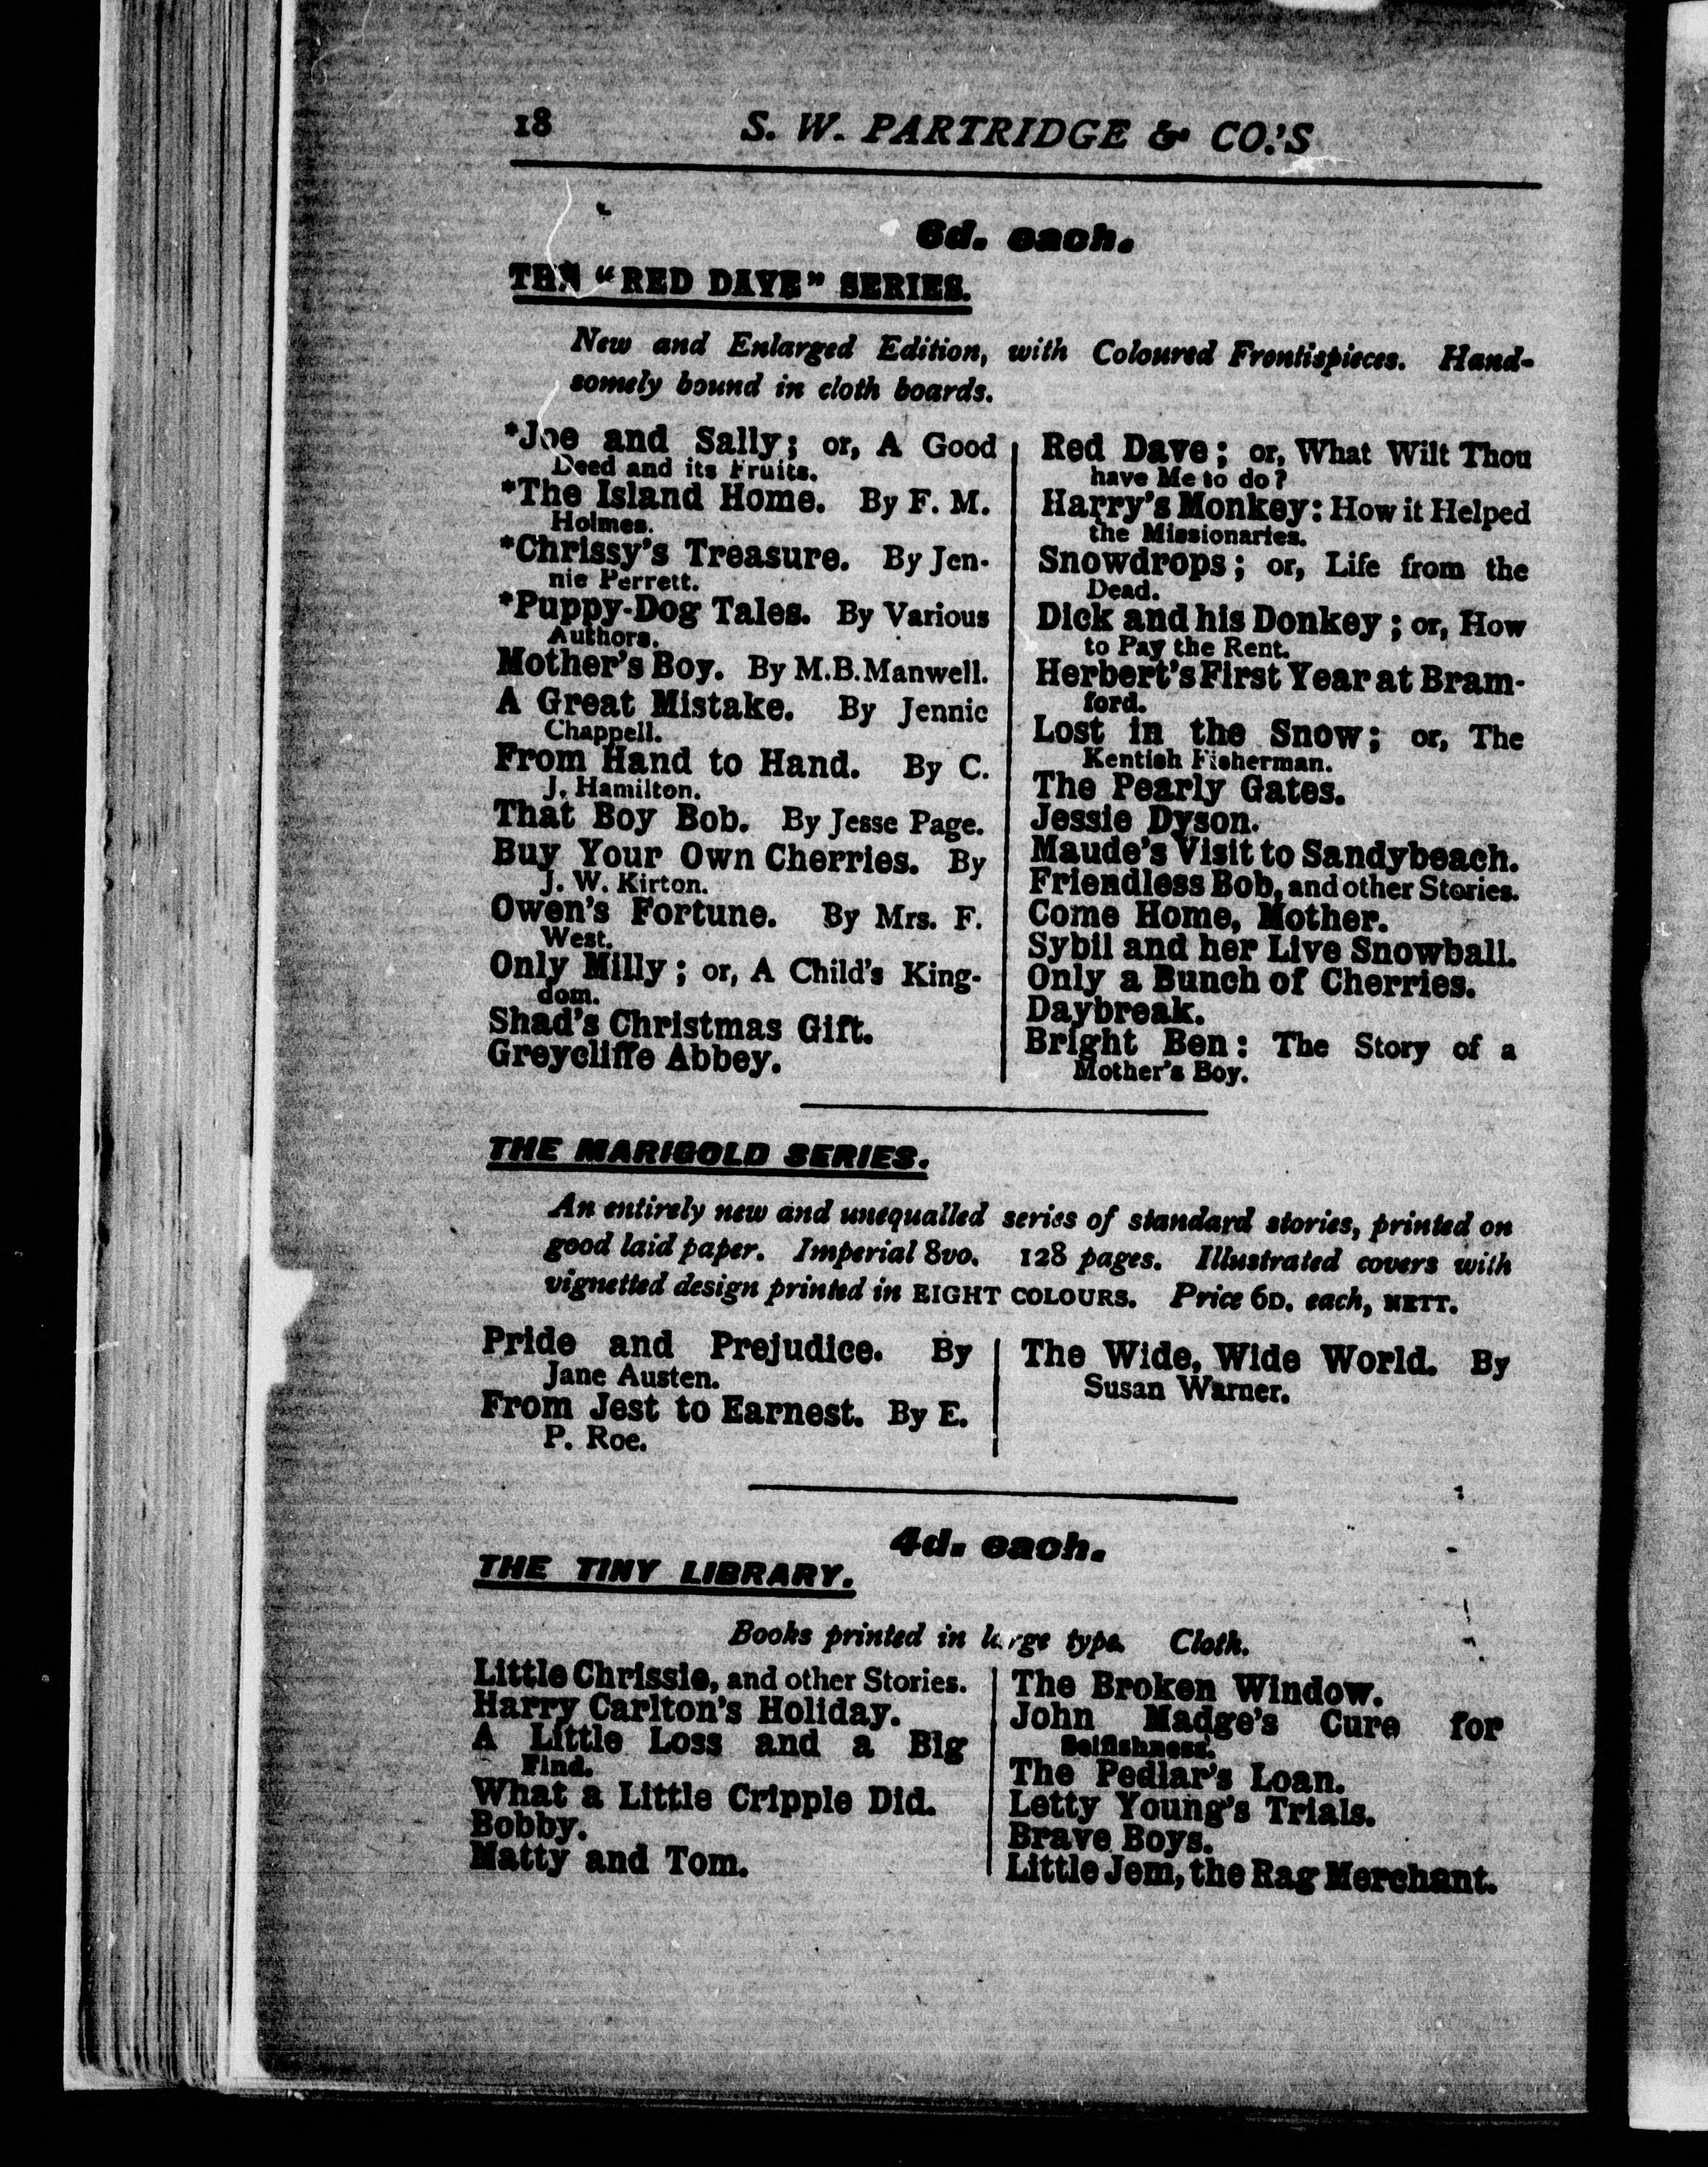 18 S. W. PARTRIDGE & CO.'S
6d. each.
THE "RED DAVE" SERIES.
New and Enlarged Edition, with Coloured Frontispieces. Hand-
somely bound in cloth boards.
*Joe and Sally; or, A Good
Deed and its Fruits.
*The Island Home. By F. M.
Holmes.
*Chrissy's Treasure. By Jen-
nie Perrett.
*Puppy-Dog Tales. By Various
Authors.
Mother's Boy. By M.B.Manwell.
A Great Mistake. By Jennie
Chappell.
From Hand to Hand. By C.
J. Hamilton.
That Boy Bob. By Jesse Page.
Buy Your Own Cherries. By
J. W. Kirton.
Owen's Fortune. By Mrs. F.
West.
Only Milly; or, A Child's King-
dom.
Shad's Christmas Gift.
Greycliffe Abbey.
Red Dave; or, What Wilt Thou
have Me to do?
Harry's Monkey: How it Helped
the Missionaries.
Snowdrops; or, Life from the
Dead.
Dick and his Donkey; or, How
to Pay the Rent.
Herbert's First Year at Bram-
ford.
Lost in the Snow; or, The
Kentish Fisherman.
The Pearly Gates.
Jessie Dyson.
Maude's Visit to Sandybeach.
Friendless Bob, and other Stories.
Come Home, Mother.
Sybil and her Live Snowball.
Only a Bunch of Cherries.
Daybreak.
Bright Ben: The Story of a
Mother's Boy.
THE MARIGOLD SERIES.
An entirely new and unequalled series of standard stories, printed on
good laid paper. Imperial 8vo. 128 pages. Illustrated covers with
vignetted design printed in EIGHT COLOURS. Price 6D. each, NETT.
Pride and Prejudice. By
Jane Austen.
From Jest to Earnest. By E.
P. Roe.
The Wide, Wide World. By
Susan Warner.
4d. each.
THE TINY LIBRARY.
Books printed in large type. Cloth.
Little Chrissie, and other Stories.
Harry Carlton's Holiday.
A Little Loss and a Big
Find.
What a Little Cripple Did.
Bobby.
Matty and Tom.
The Broken Window.
John Madge's Cure for
Selfishness.
The Pedlar's Loan.
Letty Young's Trials.
Brave Boys.
Little Jem, the Rag Merchant.